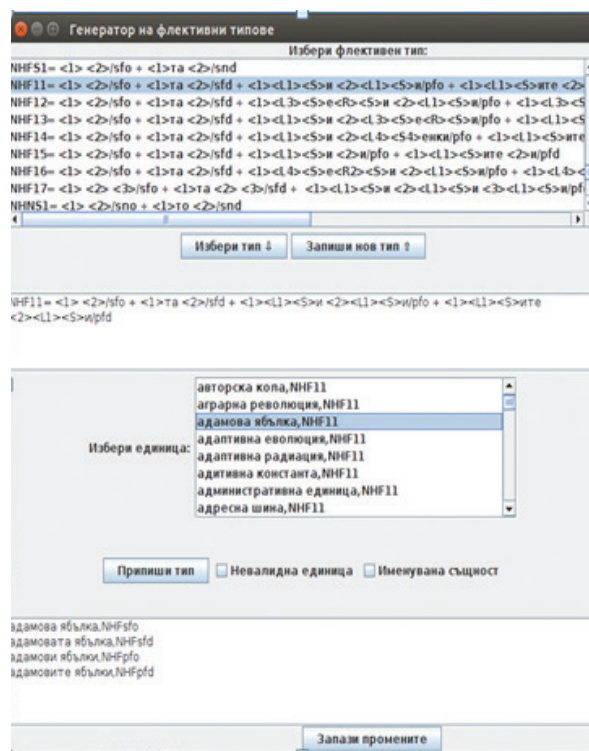 Генератор на флективни типове
Избери флективен тип:
NHFS1= <1> <2>/sfo + <1>та <2>/snd
NHF11= <1> <2>/sfo + <1>та <2>/sfd + <1><L1><S>и <2><L1><S>и/pfo + <1><L1><S>ите <2>
NHF12= <1> <2>/sfo + <1>та <2>/sfd + <1><L3><S>е<R><S>и <2><L1><S>и/pfo + <1><L3><S
NHF13= <1> <2>/sfo + <1>та <2>/sfd + <1><L1><S>и <2><L3><S>е<R><S>и/pfo + <1><L1><S
NHF14= <1> <2>/sfo + <1>та <2>/sfd + <1><L1><S>и <2><L4><S4>енки/pfo + <1><L1><S>ите
NHF15= <1> <2>/sfo + <1>та <2>/sfd + <1><L1><S>и <2>и/pfo + <1><L1><S>ите <2>и/pfd
NHF16= <1> <2>/sfo + <1>та <2>/sfd + <1><L4><S>е<R2><S>и <2><L1><S>и/pfo + <1><L4><
NHF17= <1> <2> <3>/sfo + <1>та <2> <3>/sfd + <1><L1><S>и <2><L1><S>и <3><L1><S>и/pf
NHNS1= <1> <2>/sno + <1>то <2>/snd
Избери тип ⇩ Запиши нов тип ⇧
NHF11= <1> <2>/sfo + <1>та <2>/sfd + <1><L1><S>и <2><L1><S>и/pfo + <1><L1><S>ите
<2><L1><S>и/pfd
авторска кола,NHF11
аграрна революция,NHF11
адамова ябълка,NHF11
Избери единица:
адаптивна еволюция,NHF11
адаптивна радиация,NHF11
адитивна константа,NHF11
административна единица,NHF11
адресна шина,NHF11
Припиши тип Невалидна единица Именувана същност
адамова ябълка,NHFsfo
адамовата ябълка,NHFsfd
адамови ябълки,NHFpfo
адамовите ябълки,NHFpfd
Запази промените